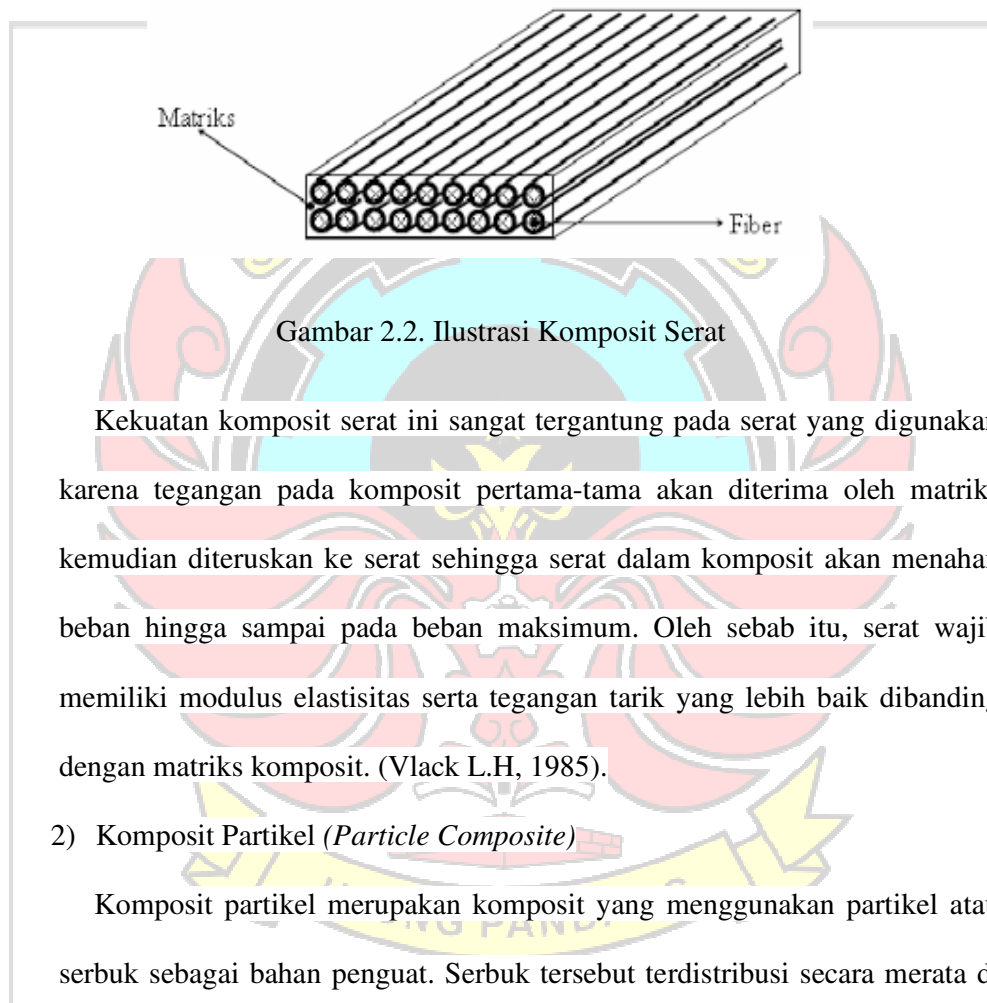 Matriks
Fiber
Gambar 2.2. Ilustrasi Komposit Serat
Kekuatan komposit serat ini sangat tergantung pada serat yang digunakan
karena tegangan pada komposit pertama-tama akan diterima oleh matrik
kemudian diteruskan ke serat sehingga serat dalam komposit akan menahan
beban hingga sampai pada beban maksimum. Oleh sebab itu, serat wajib
memiliki modulus elastisitas serta tegangan tarik yang lebih baik dibanding
dengan matriks komposit. (Vlack L.H, 1985).
2) Komposit Partikel (Particle Composite)
Komposit partikel merupakan komposit yang menggunakan partikel atau
serbuk sebagai bahan penguat. Serbuk tersebut terdistribusi secara merata d